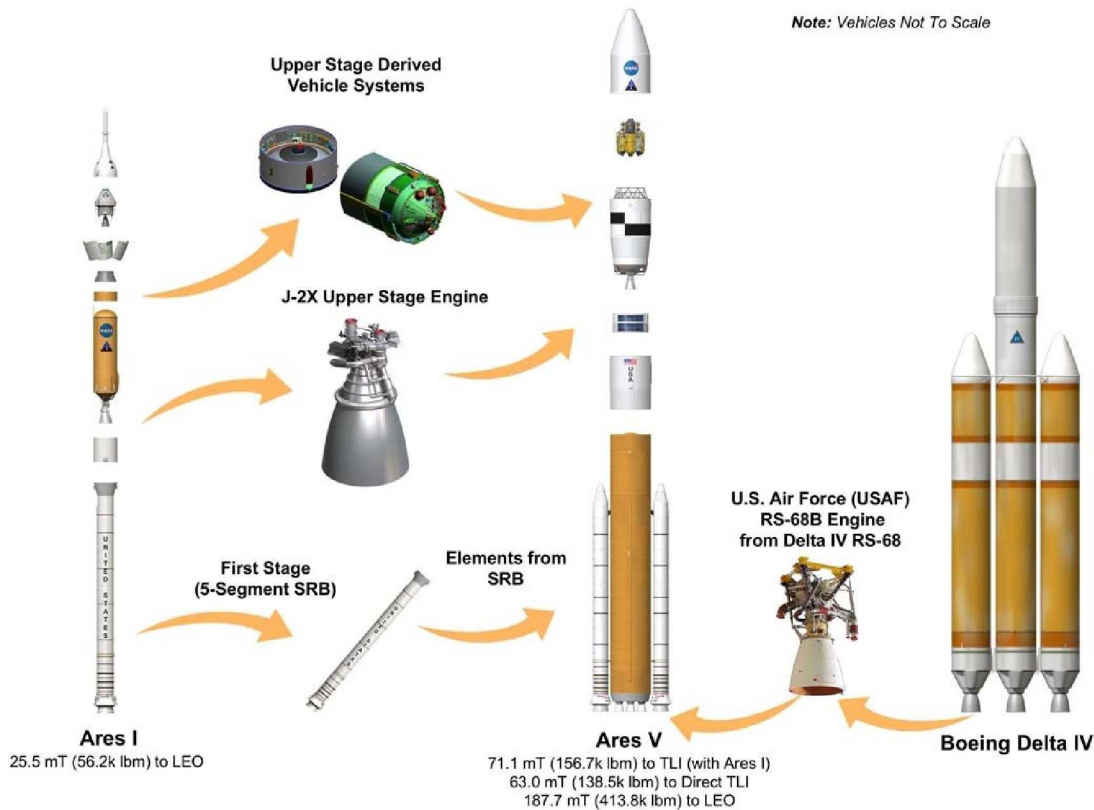 Note: Vehicles Not To Scale
Upper Stage Derived
Vehicle Systems
J-2X Upper Stage Engine
NASA
NASA
USA
UNITED STATES
U.S. Air Force (USAF)
RS-68B Engine
from Delta IV RS-68
First Stage
(5-Segment SRB)
Elements from
SRB
Ares I
25.5 mT (56.2k lbm) to LEO
Ares V
71.1 mT (156.7k lbm) to TLI (with Ares I)
63.0 mT (138.5k lbm) to Direct TLI
187.7 mT (413.8k lbm) to LEO
Boeing Delta IV